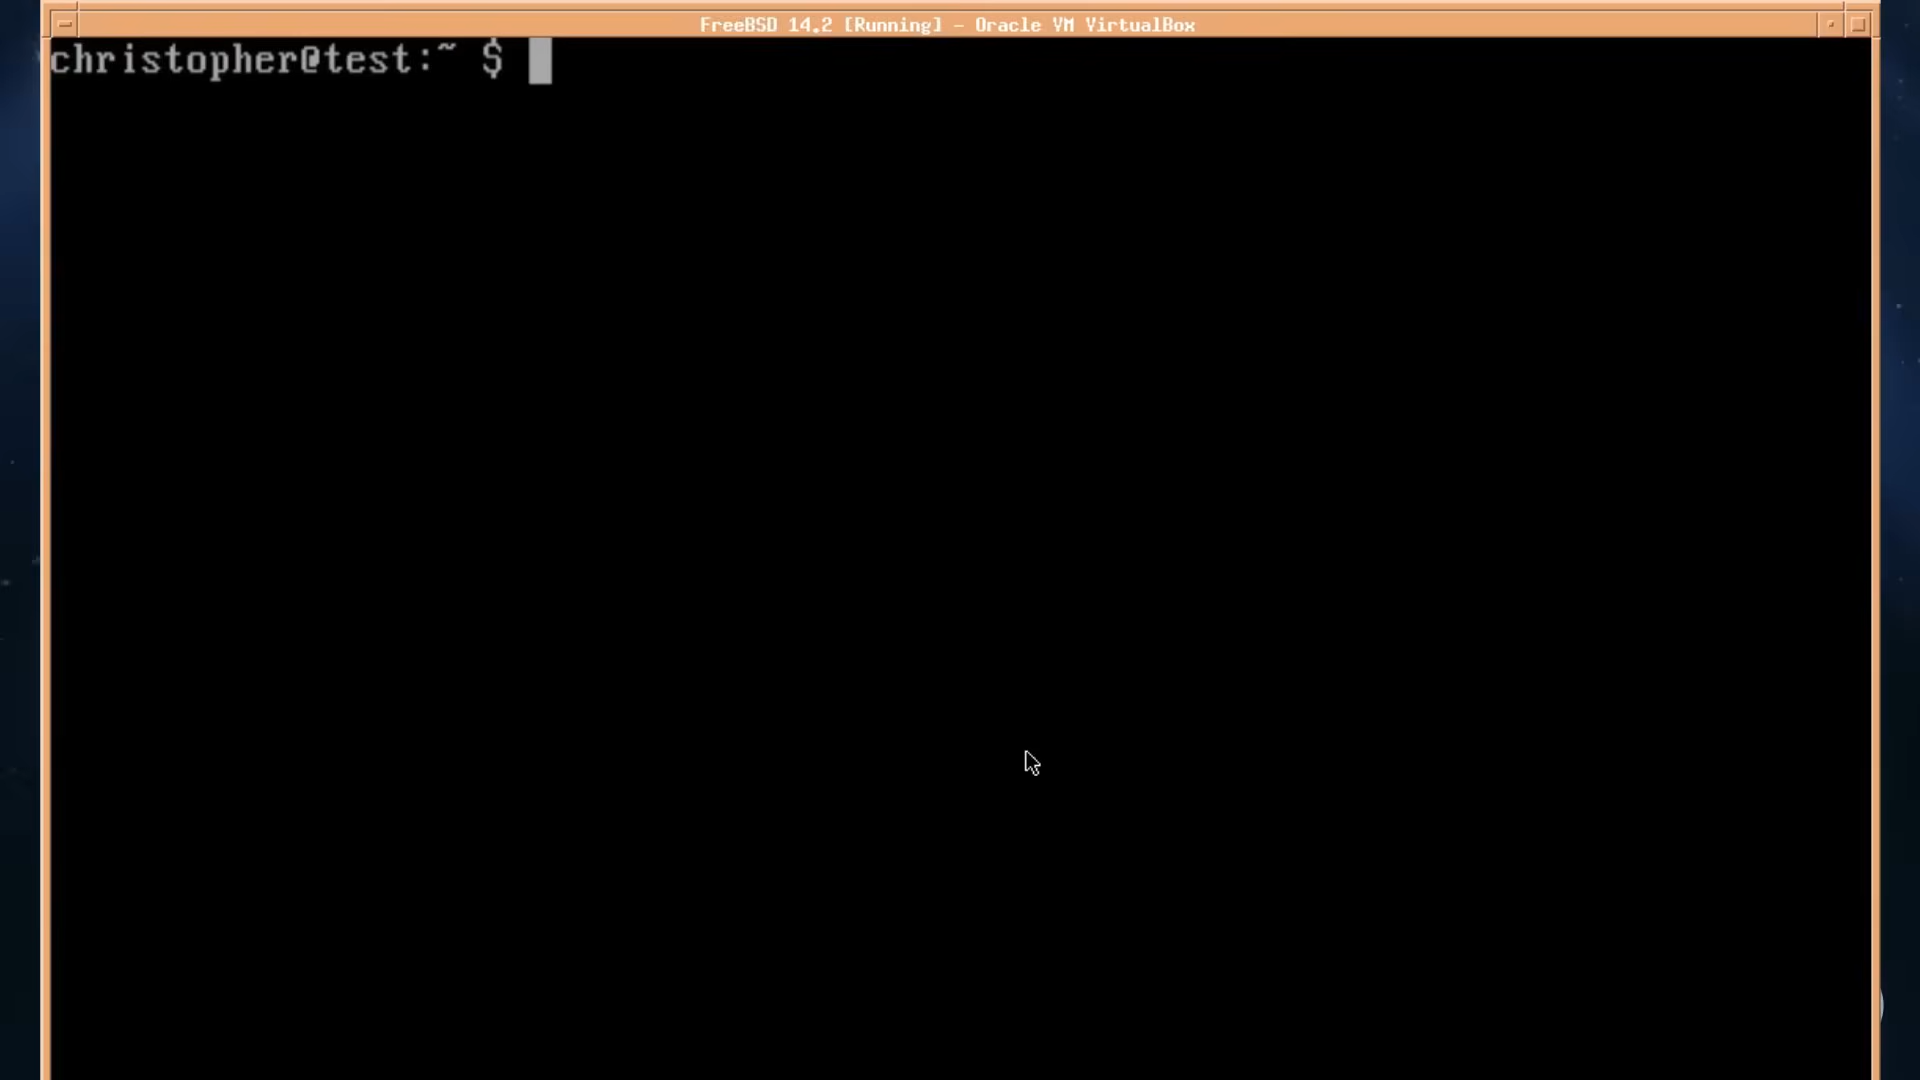 FreeBSD 14.2 [Running] - Oracle VM VirtualBox
christopher@test:~ $